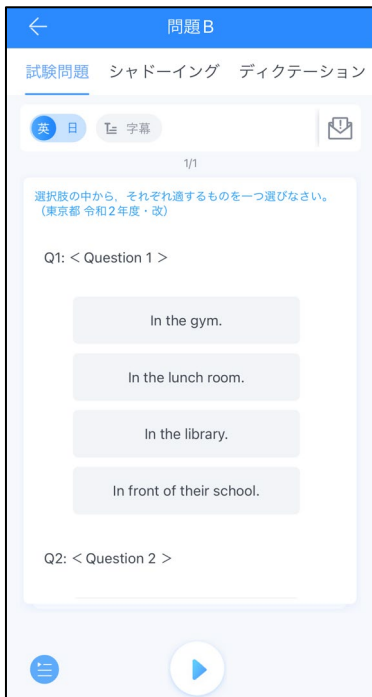 問題B
試験問題 シャドーイング ディクテーション
英 日 字幕
1/1
選択肢の中から、それぞれ適するものを一つ選びなさい。
（東京都 令和2年度・改）
Q1: < Question 1 >
In the gym.
In the lunch room.
In the library.
In front of their school.
Q2: < Question 2 >